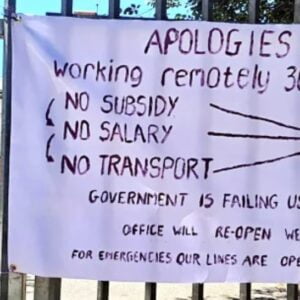 APOLOGIES
Working remotely
NO SUBSIDY
NO SALARY
NO TRANSPORT
GOVERNMENT IS FAILING
OFFICE WILL RE-OPEN
FOR EMERGENCIES OUR LINES ARE